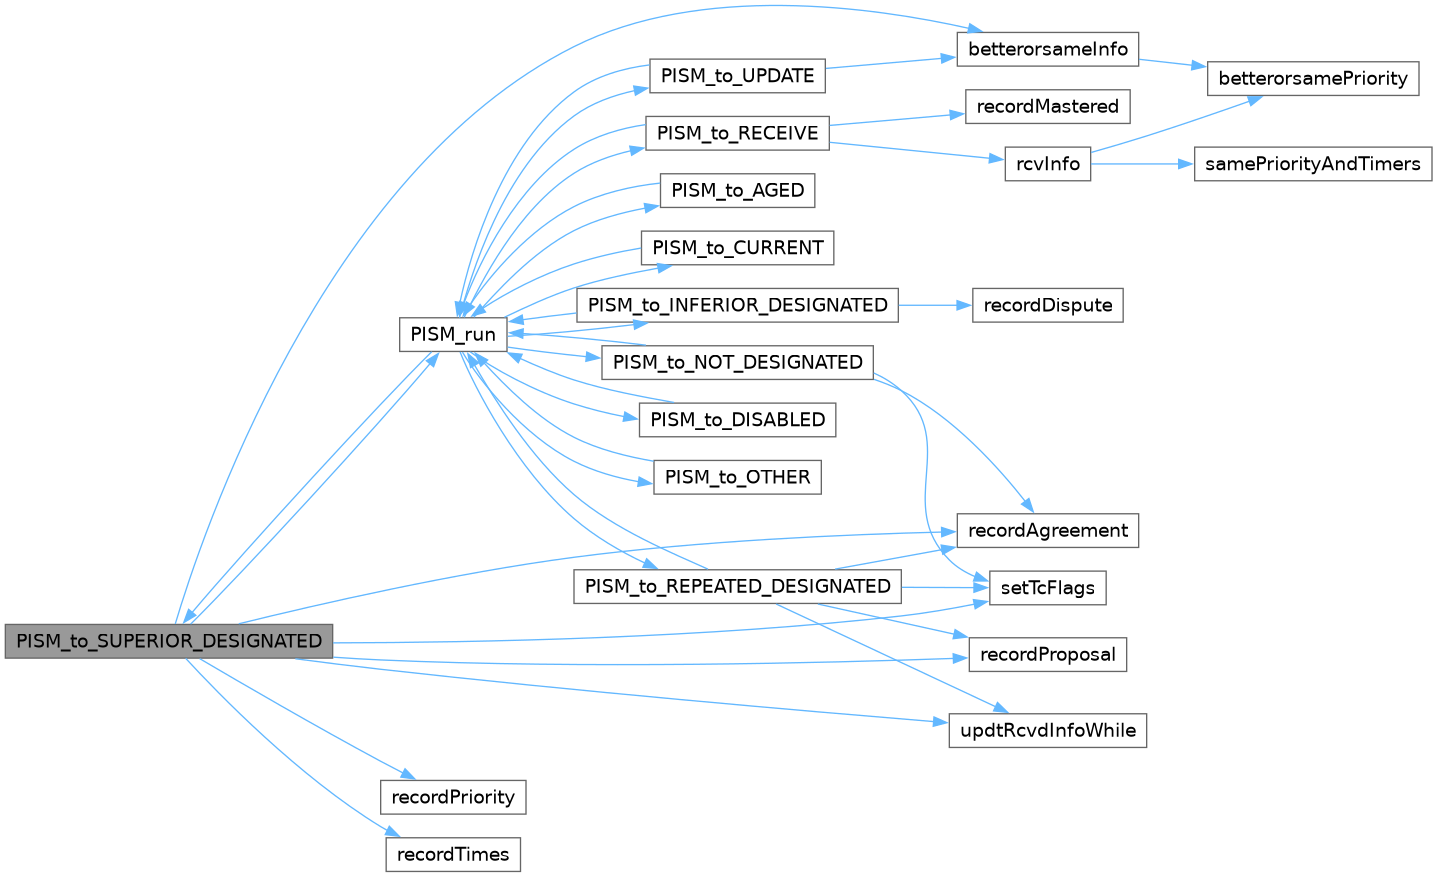 betterorsameInfo
PISM_to_UPDATE
betterorsamePriority
recordMastered
PISM_to_RECEIVE
rcvInfo
samePriorityAndTimers
PISM_to_AGED
PISM_to_CURRENT
PISM_to_INFERIOR_DESIGNATED
recordDispute
PISM_run
PISM_to_NOT_DESIGNATED
PISM_to_DISABLED
PISM_to_OTHER
recordAgreement
PISM_to_REPEATED_DESIGNATED
setTcFlags
PISM_to_SUPERIOR_DESIGNATED
recordProposal
updtRcvdInfoWhile
recordPriority
recordTimes